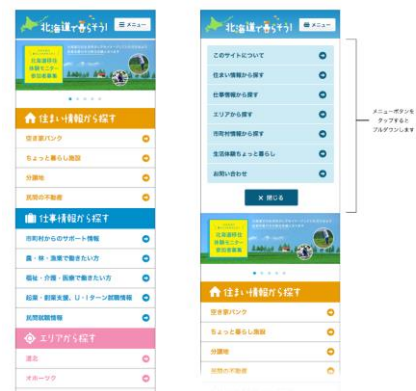 北海道で暮らそう!
メニュー
北海道移住
体験モニター
参加者募集
住まい情報から探す
空き家バンク
ちょっと暮らし施設
分譲地
民間の不動産
仕事情報から探す
市町村からのサポート情報
農・林・漁業で働きたい方
福祉・介護・医療で働きたい方
起業・創業支援、U・Iターン就職情報
民間就職情報
エリアから探す
道北
オホーツク
北海道で暮らそう!
メニュー
このサイトについて
住まい情報から探す
仕事情報から探す
エリアから探す
市町村情報から探す
生活体験ちょっと暮らし
お問い合わせ
× 閉じる
北海道移住
体験モニター
参加者募集
住まい情報から探す
空き家バンク
ちょっと暮らし施設
分譲地
民間の不動産
メニューボタンを
タップすると
プルダウンします